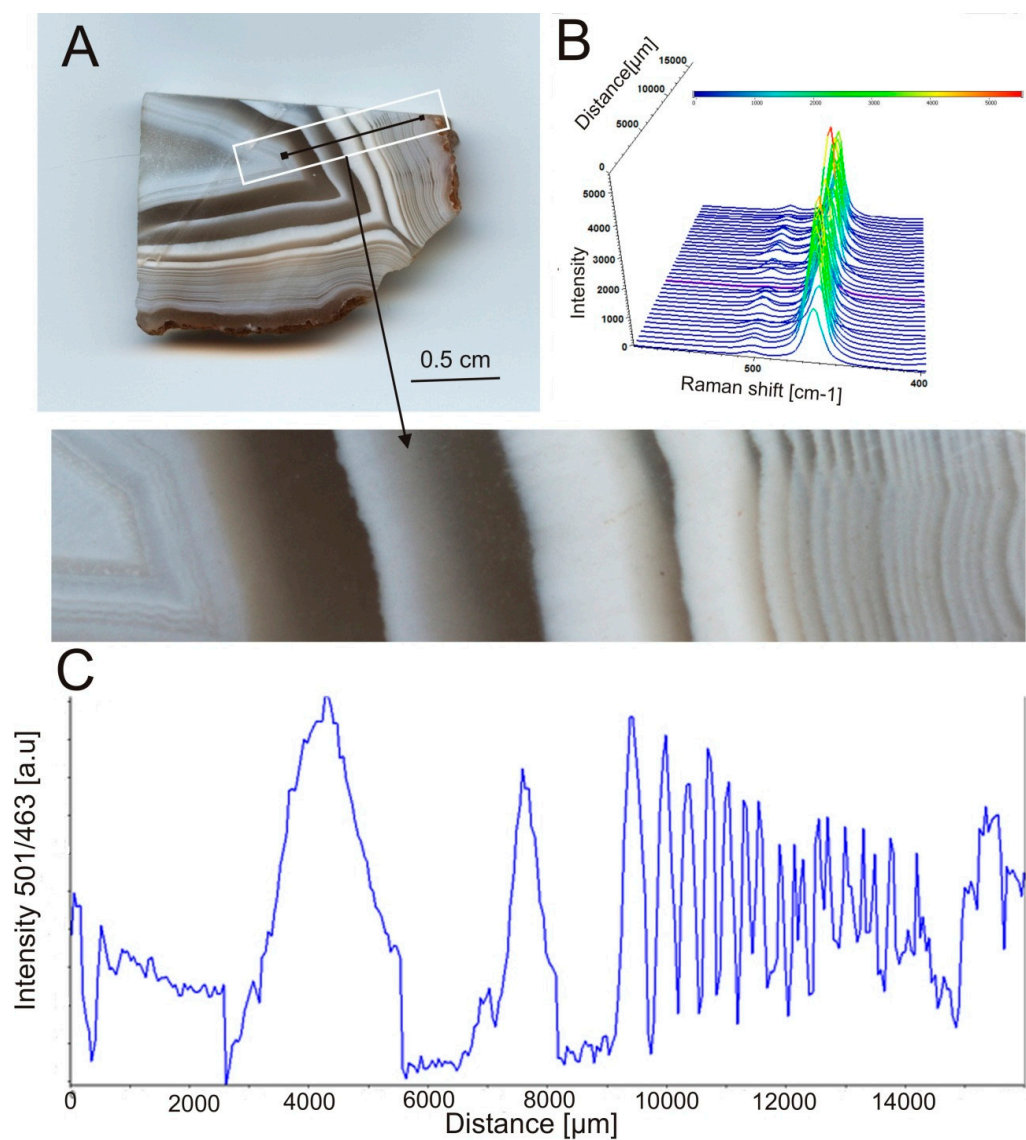 A
0.5 cm
B
Distance[µm]
15000
10000
5000
0
0 1000 2000 3000 4000 5000
5000
4000
3000
2000
1000
0
Intensity
500
400
Raman shift [cm-1]
C
Intensity 501/463 [a.u]
0 2000 4000 6000 8000 10000 12000 14000
Distance [µm]